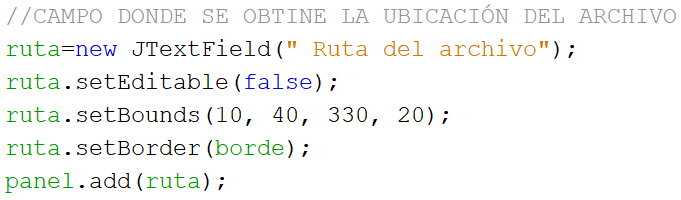 //CAMPO DONDE SE OBTINE LA UBICACIÓN DEL ARCHIVO
ruta=new JTextField(" Ruta del archivo");
ruta.setEditable(false);
ruta.setBounds(10, 40, 330, 20);
ruta.setBorder(borde);
panel.add(ruta);